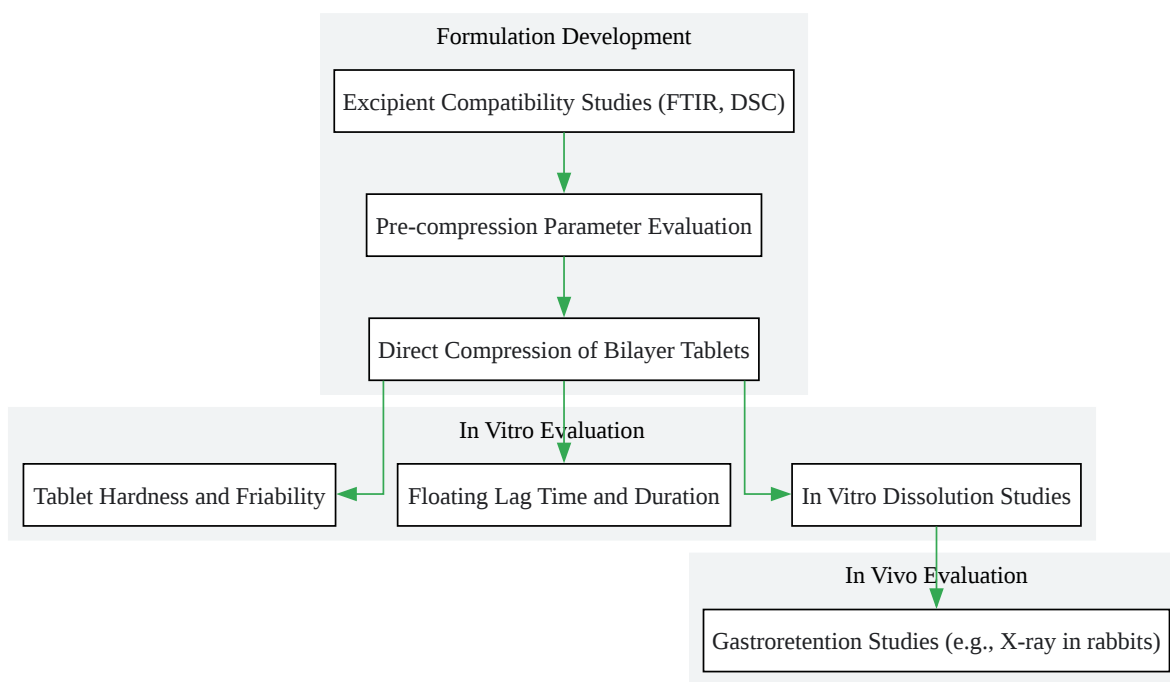 Formulation Development
Excipient Compatibility Studies (FTIR, DSC)
Pre-compression Parameter Evaluation
Direct Compression of Bilayer Tablets
In Vitro Evaluation
Tablet Hardness and Friability
Floating Lag Time and Duration
In Vitro Dissolution Studies
In Vivo Evaluation
Gastroretention Studies (e.g., X-ray in rabbits)